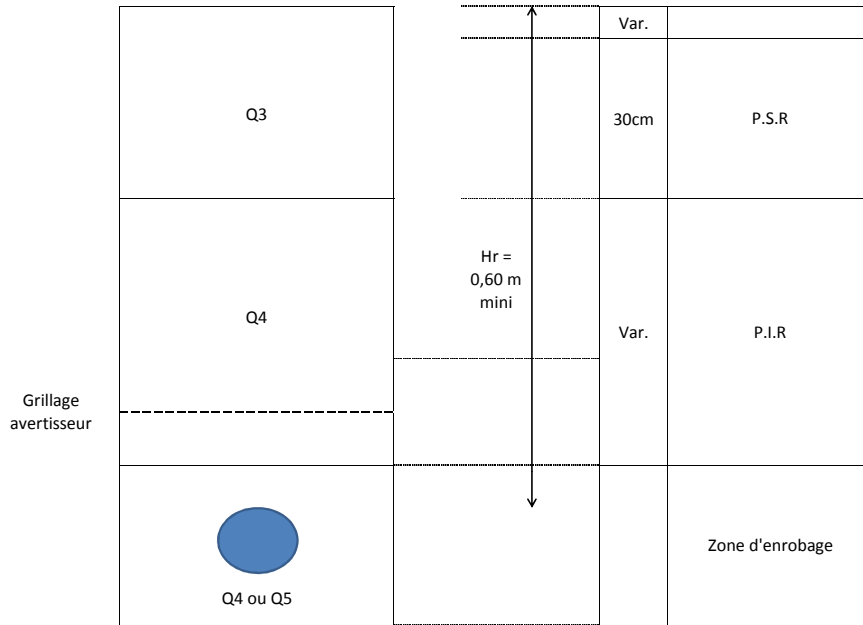 Var.
Q3
30cm
P.S.R
Hr =
0,60 m
mini
Q4
Var.
P.I.R
Grillage
avertisseur
Zone d'enrobage
Q4 ou Q5